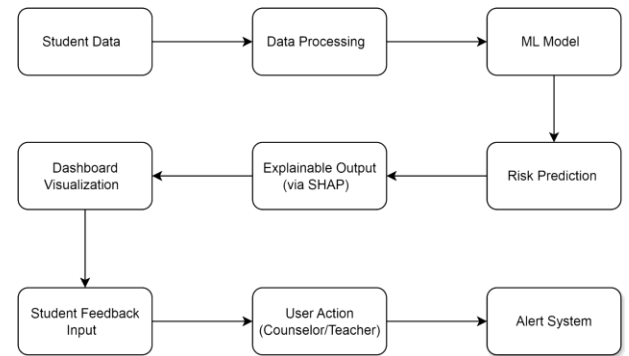 Student Data
Data Processing
ML Model
Dashboard
Visualization
Explainable Output
(via SHAP)
Risk Prediction
Student Feedback
Input
User Action
(Counselor/Teacher)
Alert System